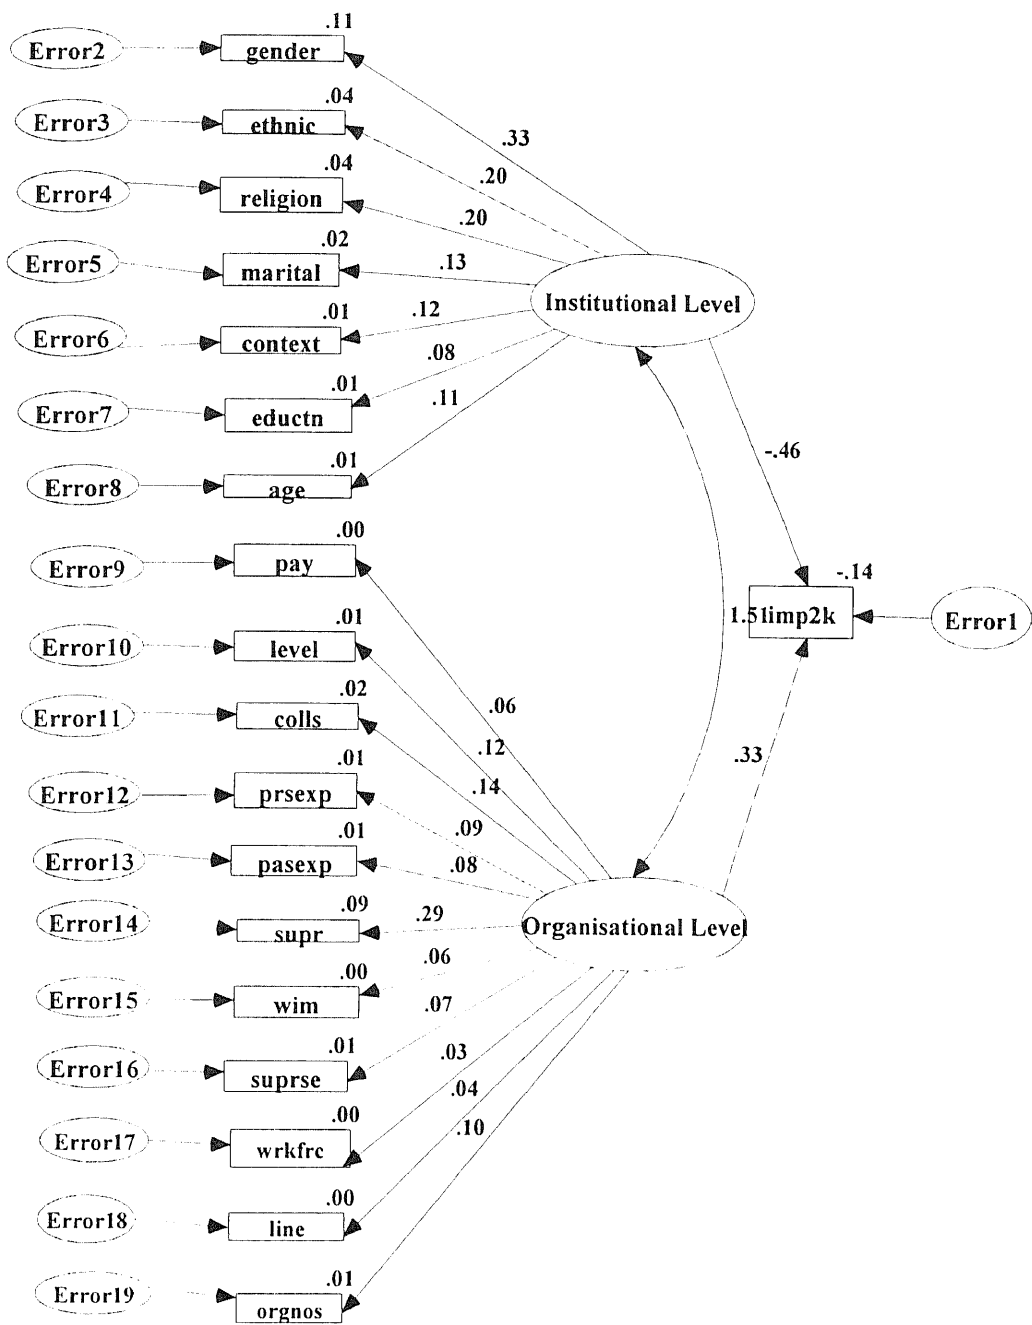 .11
Error2
gender
.04
Error3
ethnic
.33
.04
.20
Error4
religion
.20
.02
Error5
marital
.13
Institutional Level
.01
.12
Error6
context
.08
.01
Error7
eductn
.11
.01
-.46
Error8
age
.00
Error9
pay
-.14
1.51imp2k
Error1
.01
Error10
level
.02
.06
Error11
colls
.12
.33
.01
.14
Error12
prsexp
.09
.01
Error13
pasexp
.08
.09
.29
Error14
supr
Organisational Level
.06
.00
Error15
wim
.07
.01
.03
Error16
suprse
.04
.00
.10
Error17
wrkfrc
.00
Error18
line
.01
Error19
orgnos